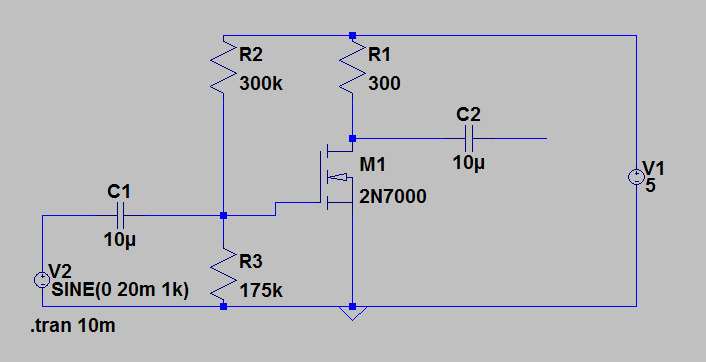 R2
300k
R1
300
C2
10µ
M1
2N7000
V1
5
C1
10µ
R3
175k
V2
SINE(0 20m 1k)
.tran 10m